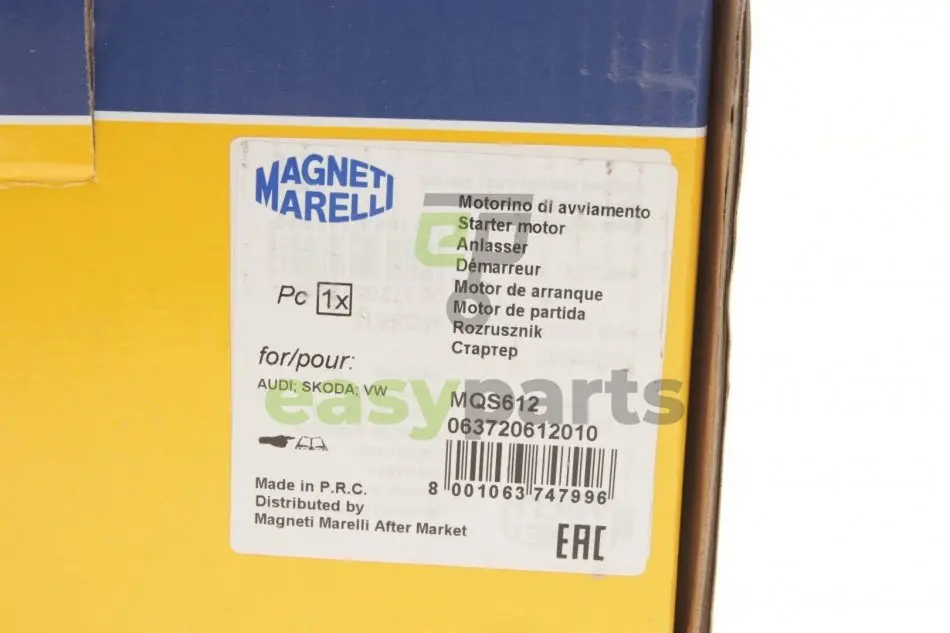 MAGNETI
MARELLI
Motorino di avviamento
Starter motor
Anlasser
Démarreur
Motor de arranque
Motor de partida
Rozrusznik
Стартер
Pc 1x
for/pour:
AUDI; SKODA; VW
easyparts
MQS612
063720612010
8 001063 747996
Made in P.R.C.
Distributed by
Magneti Marelli After Market
EAC